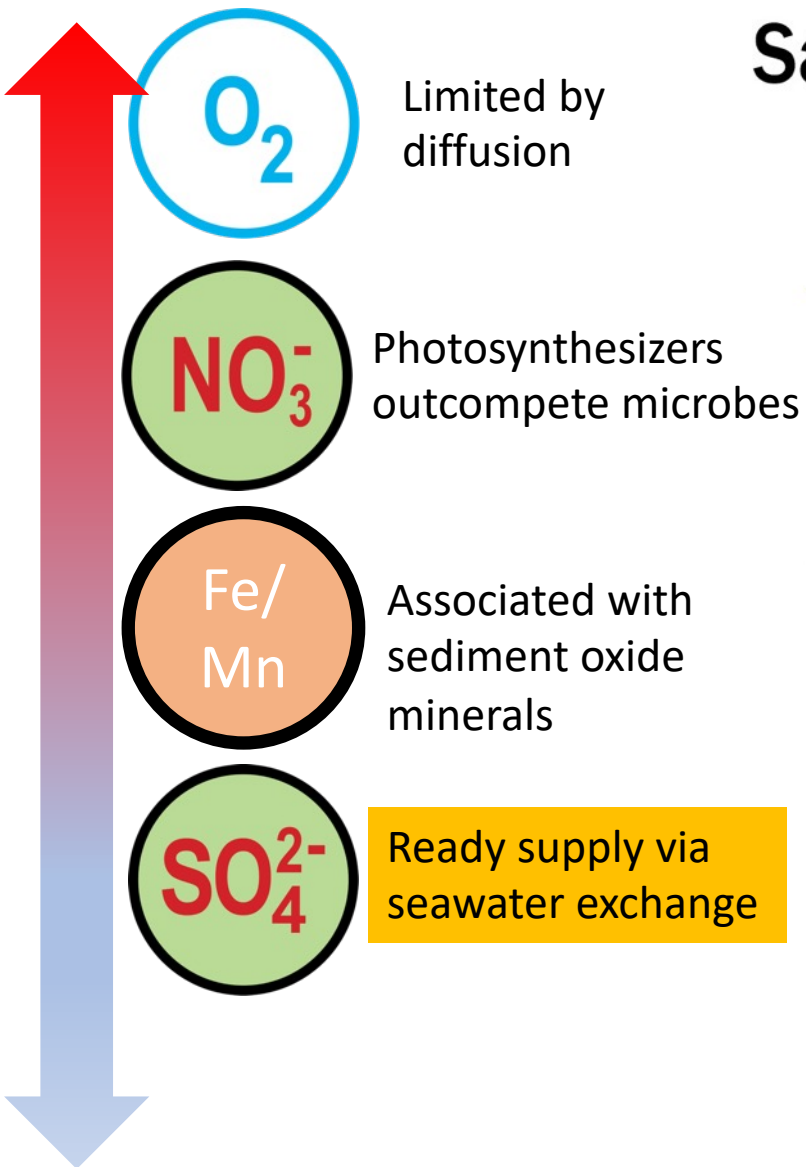 O₂
Limited by
diffusion
NO₃⁻
Photosynthesizers
outcompete microbes
Fe/
Mn
Associated with
sediment oxide
minerals
SO₄²⁻
Ready supply via
seawater exchange